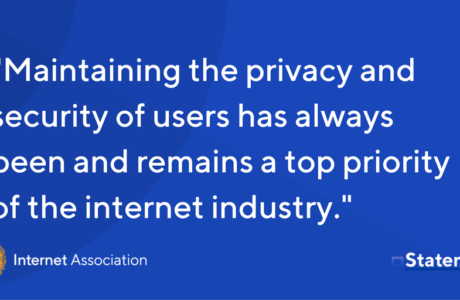 "Maintaining the privacy and
security of users has always
been and remains a top priority
of the internet industry."
Internet Association